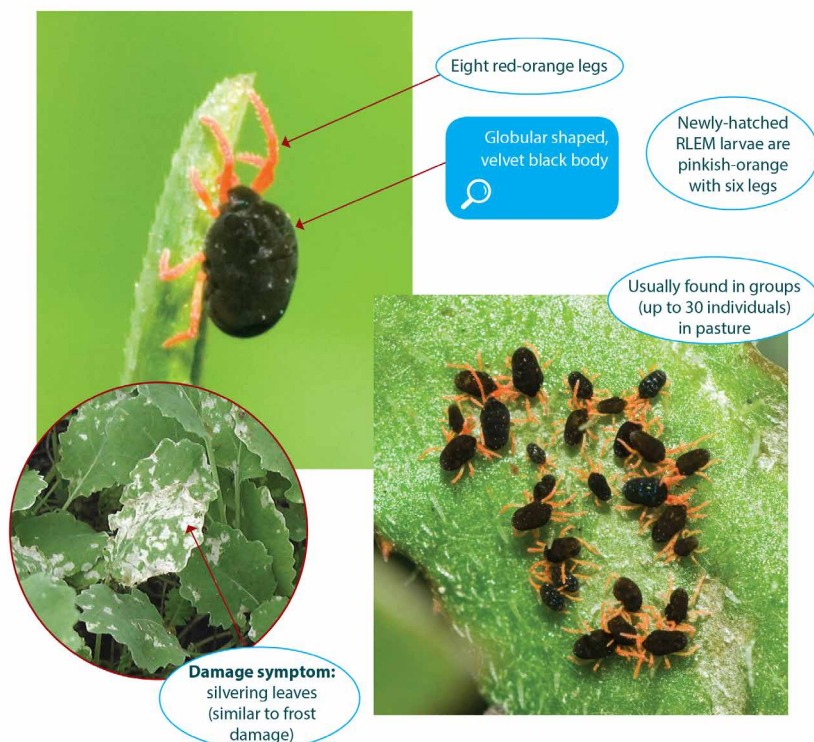 Eight red-orange legs
Globular shaped,
velvet black body
Newly-hatched
RLEM larvae are
pinkish-orange
with six legs
Usually found in groups
(up to 30 individuals)
in pasture
Damage symptom:
silvering leaves
(similar to frost
damage)